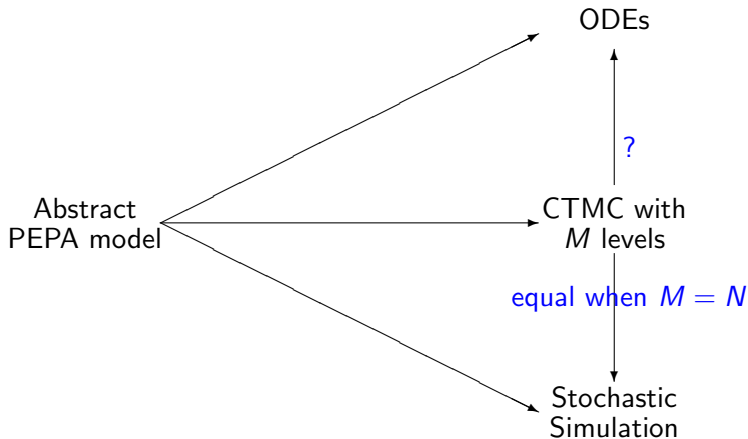 ODEs
?
Abstract
PEPA model
CTMC with
M levels
equal when M = N
Stochastic
Simulation